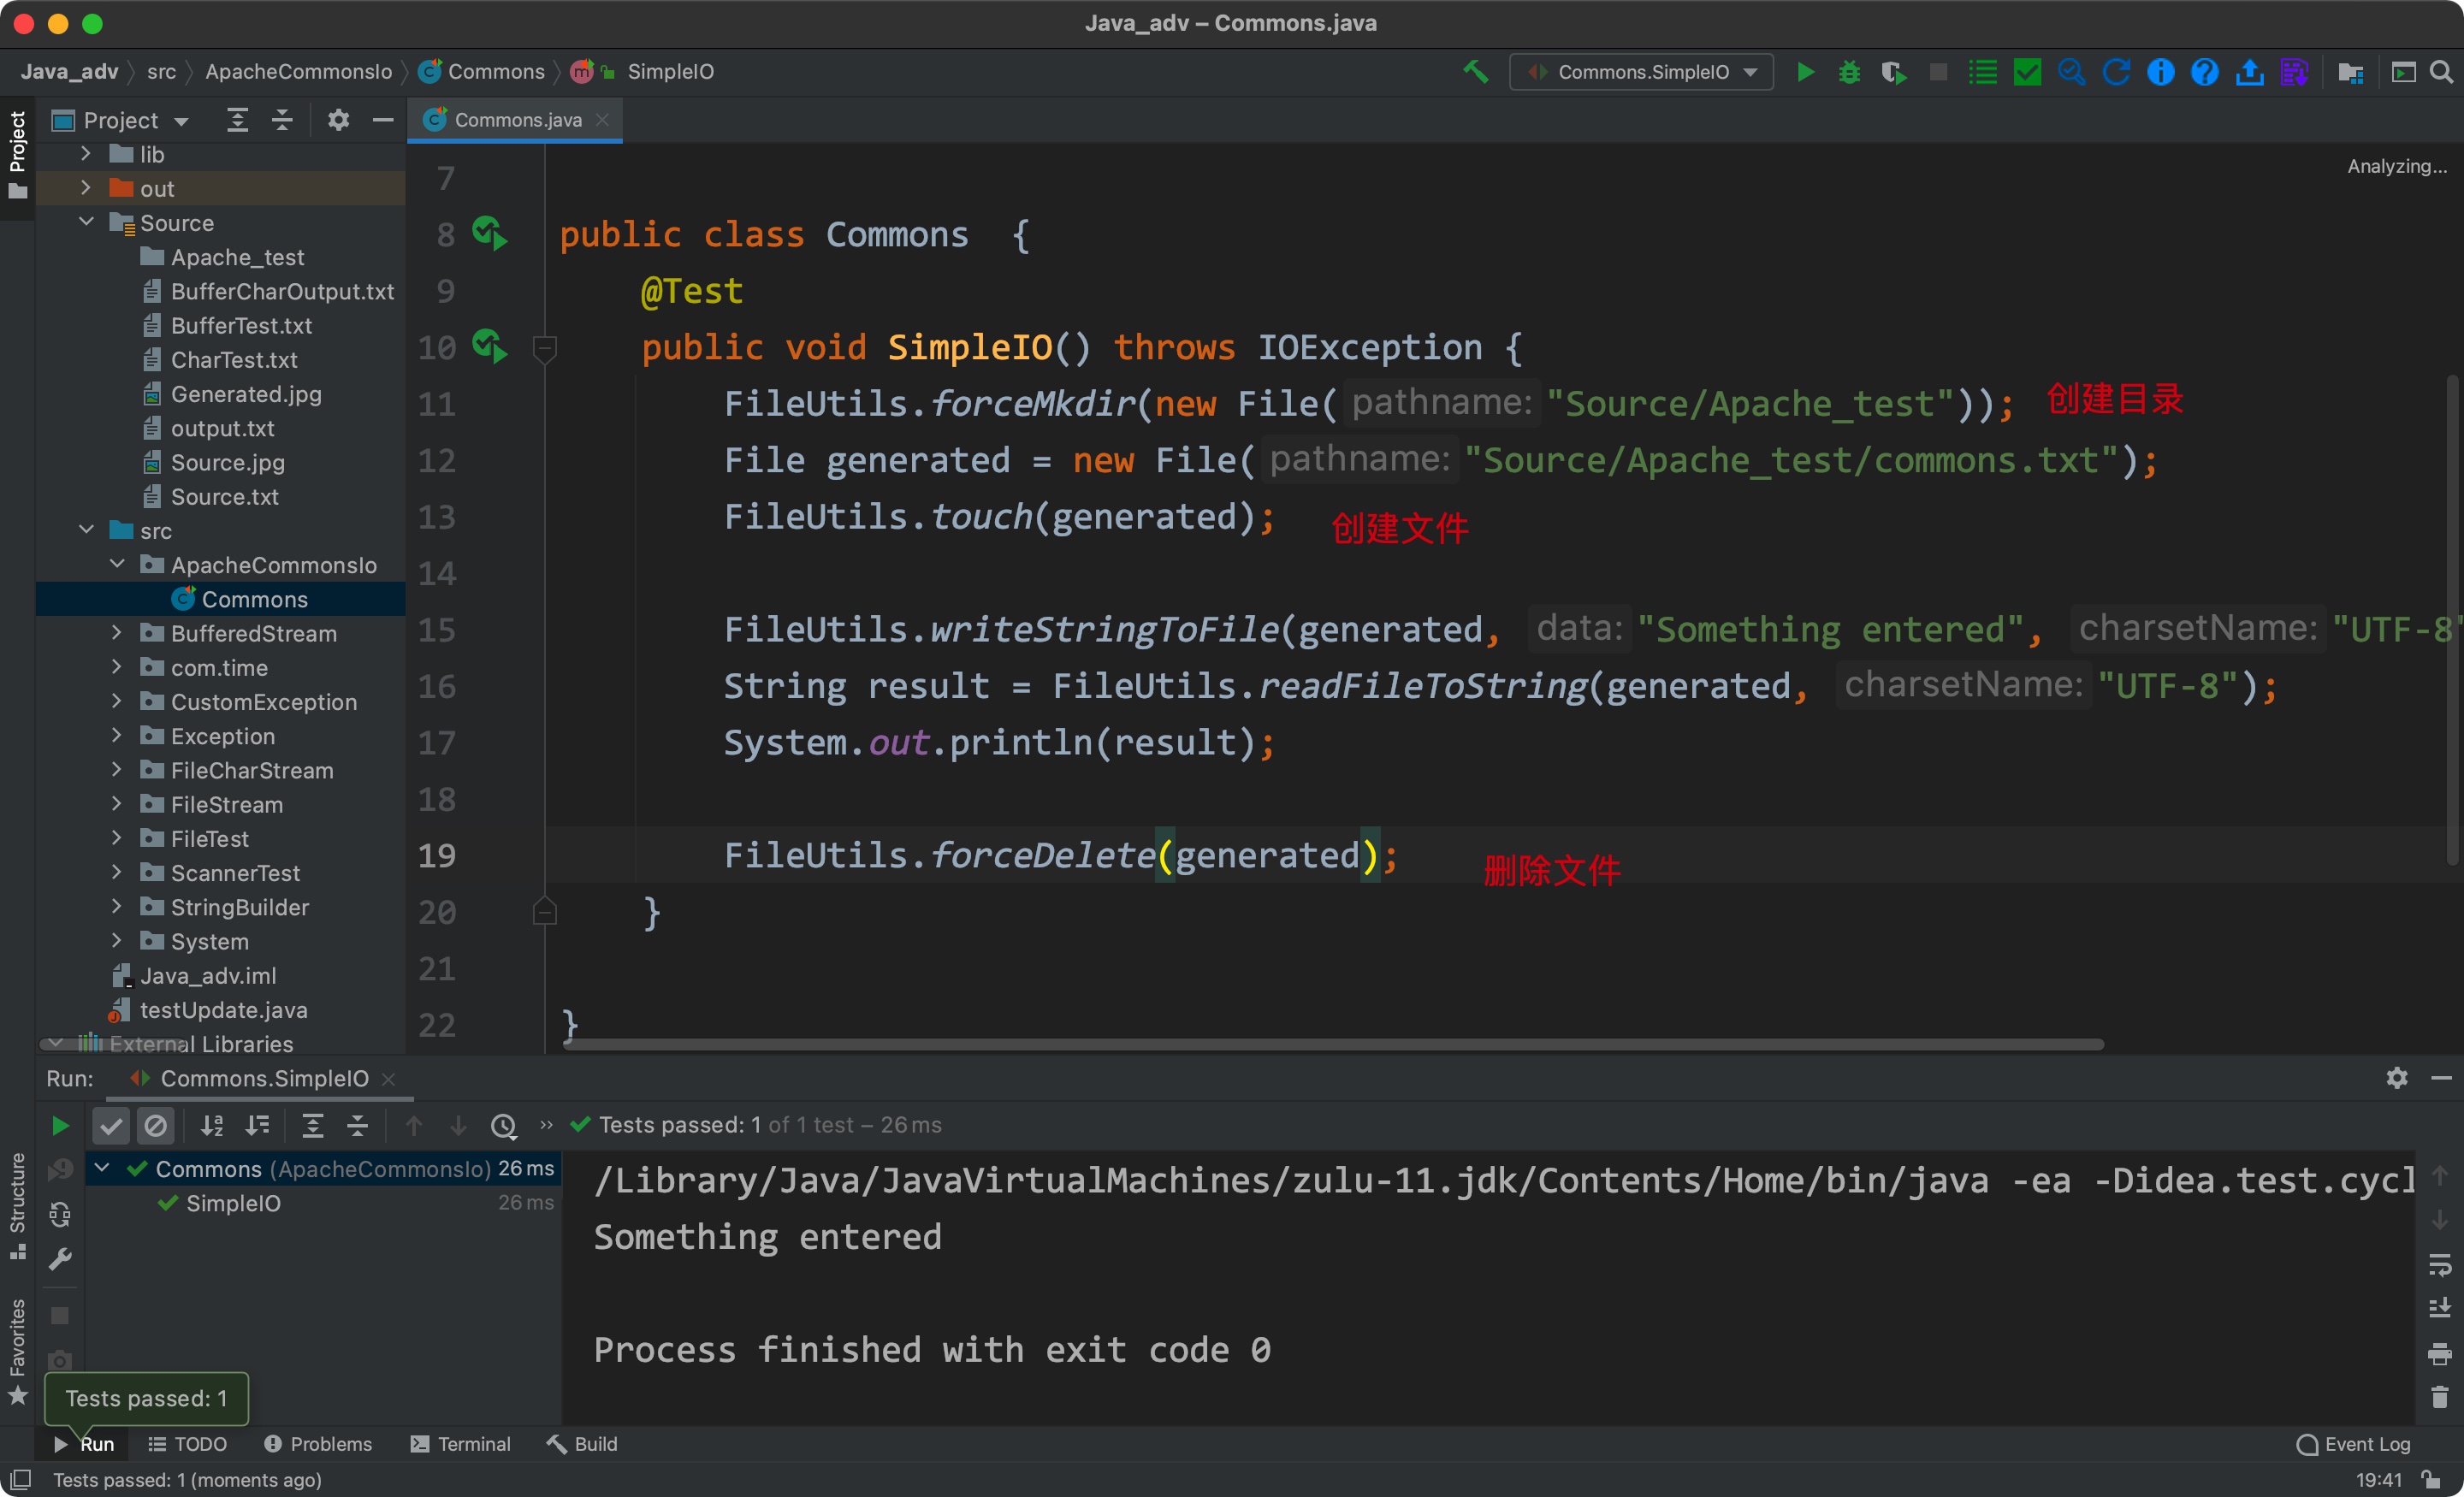 Java_adv – Commons.java
Java_adv src ApacheCommonsIo Commons m SimpleIO
Commons.SimpleIO
Project
Project
Commons.java
Analyzing...
lib
out
Source
Apache_test
BufferCharOutput.txt
BufferTest.txt
CharTest.txt
Generated.jpg
output.txt
Source.jpg
Source.txt
src
ApacheCommonsIo
Commons
BufferedStream
com.time
CustomException
Exception
FileCharStream
FileStream
FileTest
ScannerTest
StringBuilder
System
Java_adv.iml
testUpdate.java
External Libraries
7
8 public class Commons {
9 @Test
10 public void SimpleIO() throws IOException {
11 FileUtils.forceMkdir(new File( pathname: "Source/Apache_test")); 创建目录
12 File generated = new File( pathname: "Source/Apache_test/commons.txt");
13 FileUtils.touch(generated); 创建文件
14
15 FileUtils.writeStringToFile(generated, data: "Something entered", charsetName: "UTF-8"
16 String result = FileUtils.readFileToString(generated, charsetName: "UTF-8");
17 System.out.println(result);
18
19 FileUtils.forceDelete(generated); 删除文件
20 }
21
22 }
Run: Commons.SimpleIO
Tests passed: 1 of 1 test – 26 ms
Commons (ApacheCommonsIo) 26 ms
SimpleIO 26 ms
/Library/Java/JavaVirtualMachines/zulu-11.jdk/Contents/Home/bin/java -ea -Didea.test.cycl
Something entered
Process finished with exit code 0
Structure
Favorites
Tests passed: 1
Run TODO Problems Terminal Build Event Log
Tests passed: 1 (moments ago) 19:41